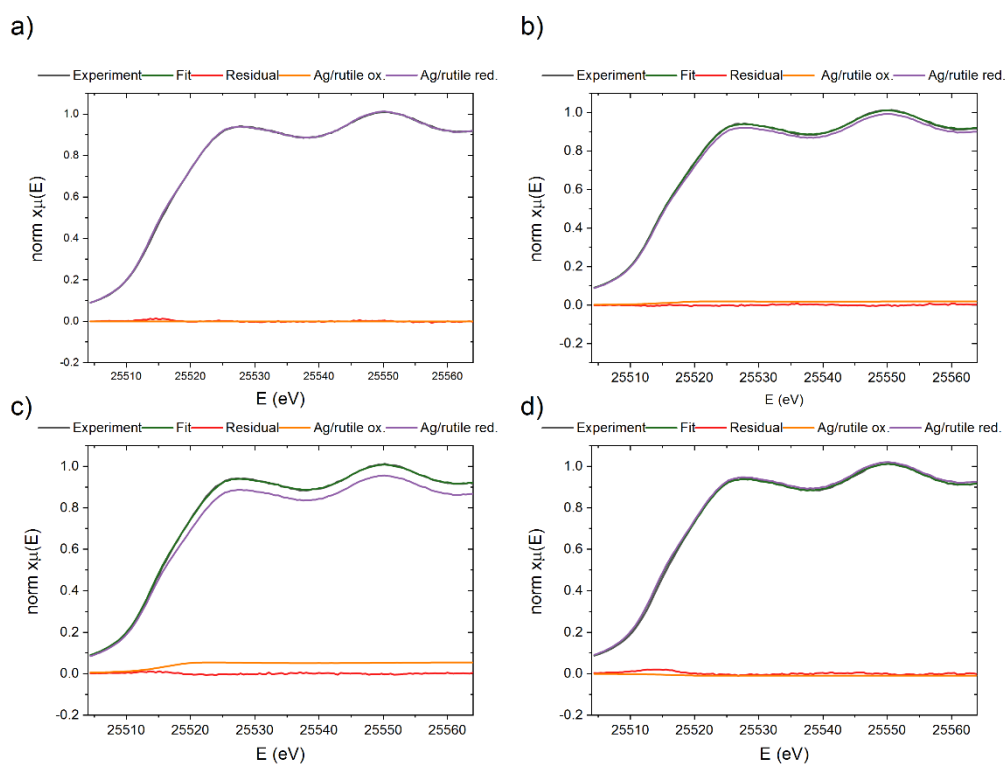 a)
b)
Experiment Fit Residual Ag/rutile ox. Ag/rutile red.
Experiment Fit Residual Ag/rutile ox. Ag/rutile red.
norm xμ(E)
1.0
0.8
0.6
0.4
0.2
0.0
-0.2
25510 25520 25530 25540 25550 25560
E (eV)
norm xμ(E)
1.0
0.8
0.6
0.4
0.2
0.0
-0.2
25510 25520 25530 25540 25550 25560
E (eV)
c)
d)
Experiment Fit Residual Ag/rutile ox. Ag/rutile red.
Experiment Fit Residual Ag/rutile ox. Ag/rutile red.
norm xμ(E)
1.0
0.8
0.6
0.4
0.2
0.0
-0.2
25510 25520 25530 25540 25550 25560
E (eV)
norm xμ(E)
1.0
0.8
0.6
0.4
0.2
0.0
-0.2
25510 25520 25530 25540 25550 25560
E (eV)